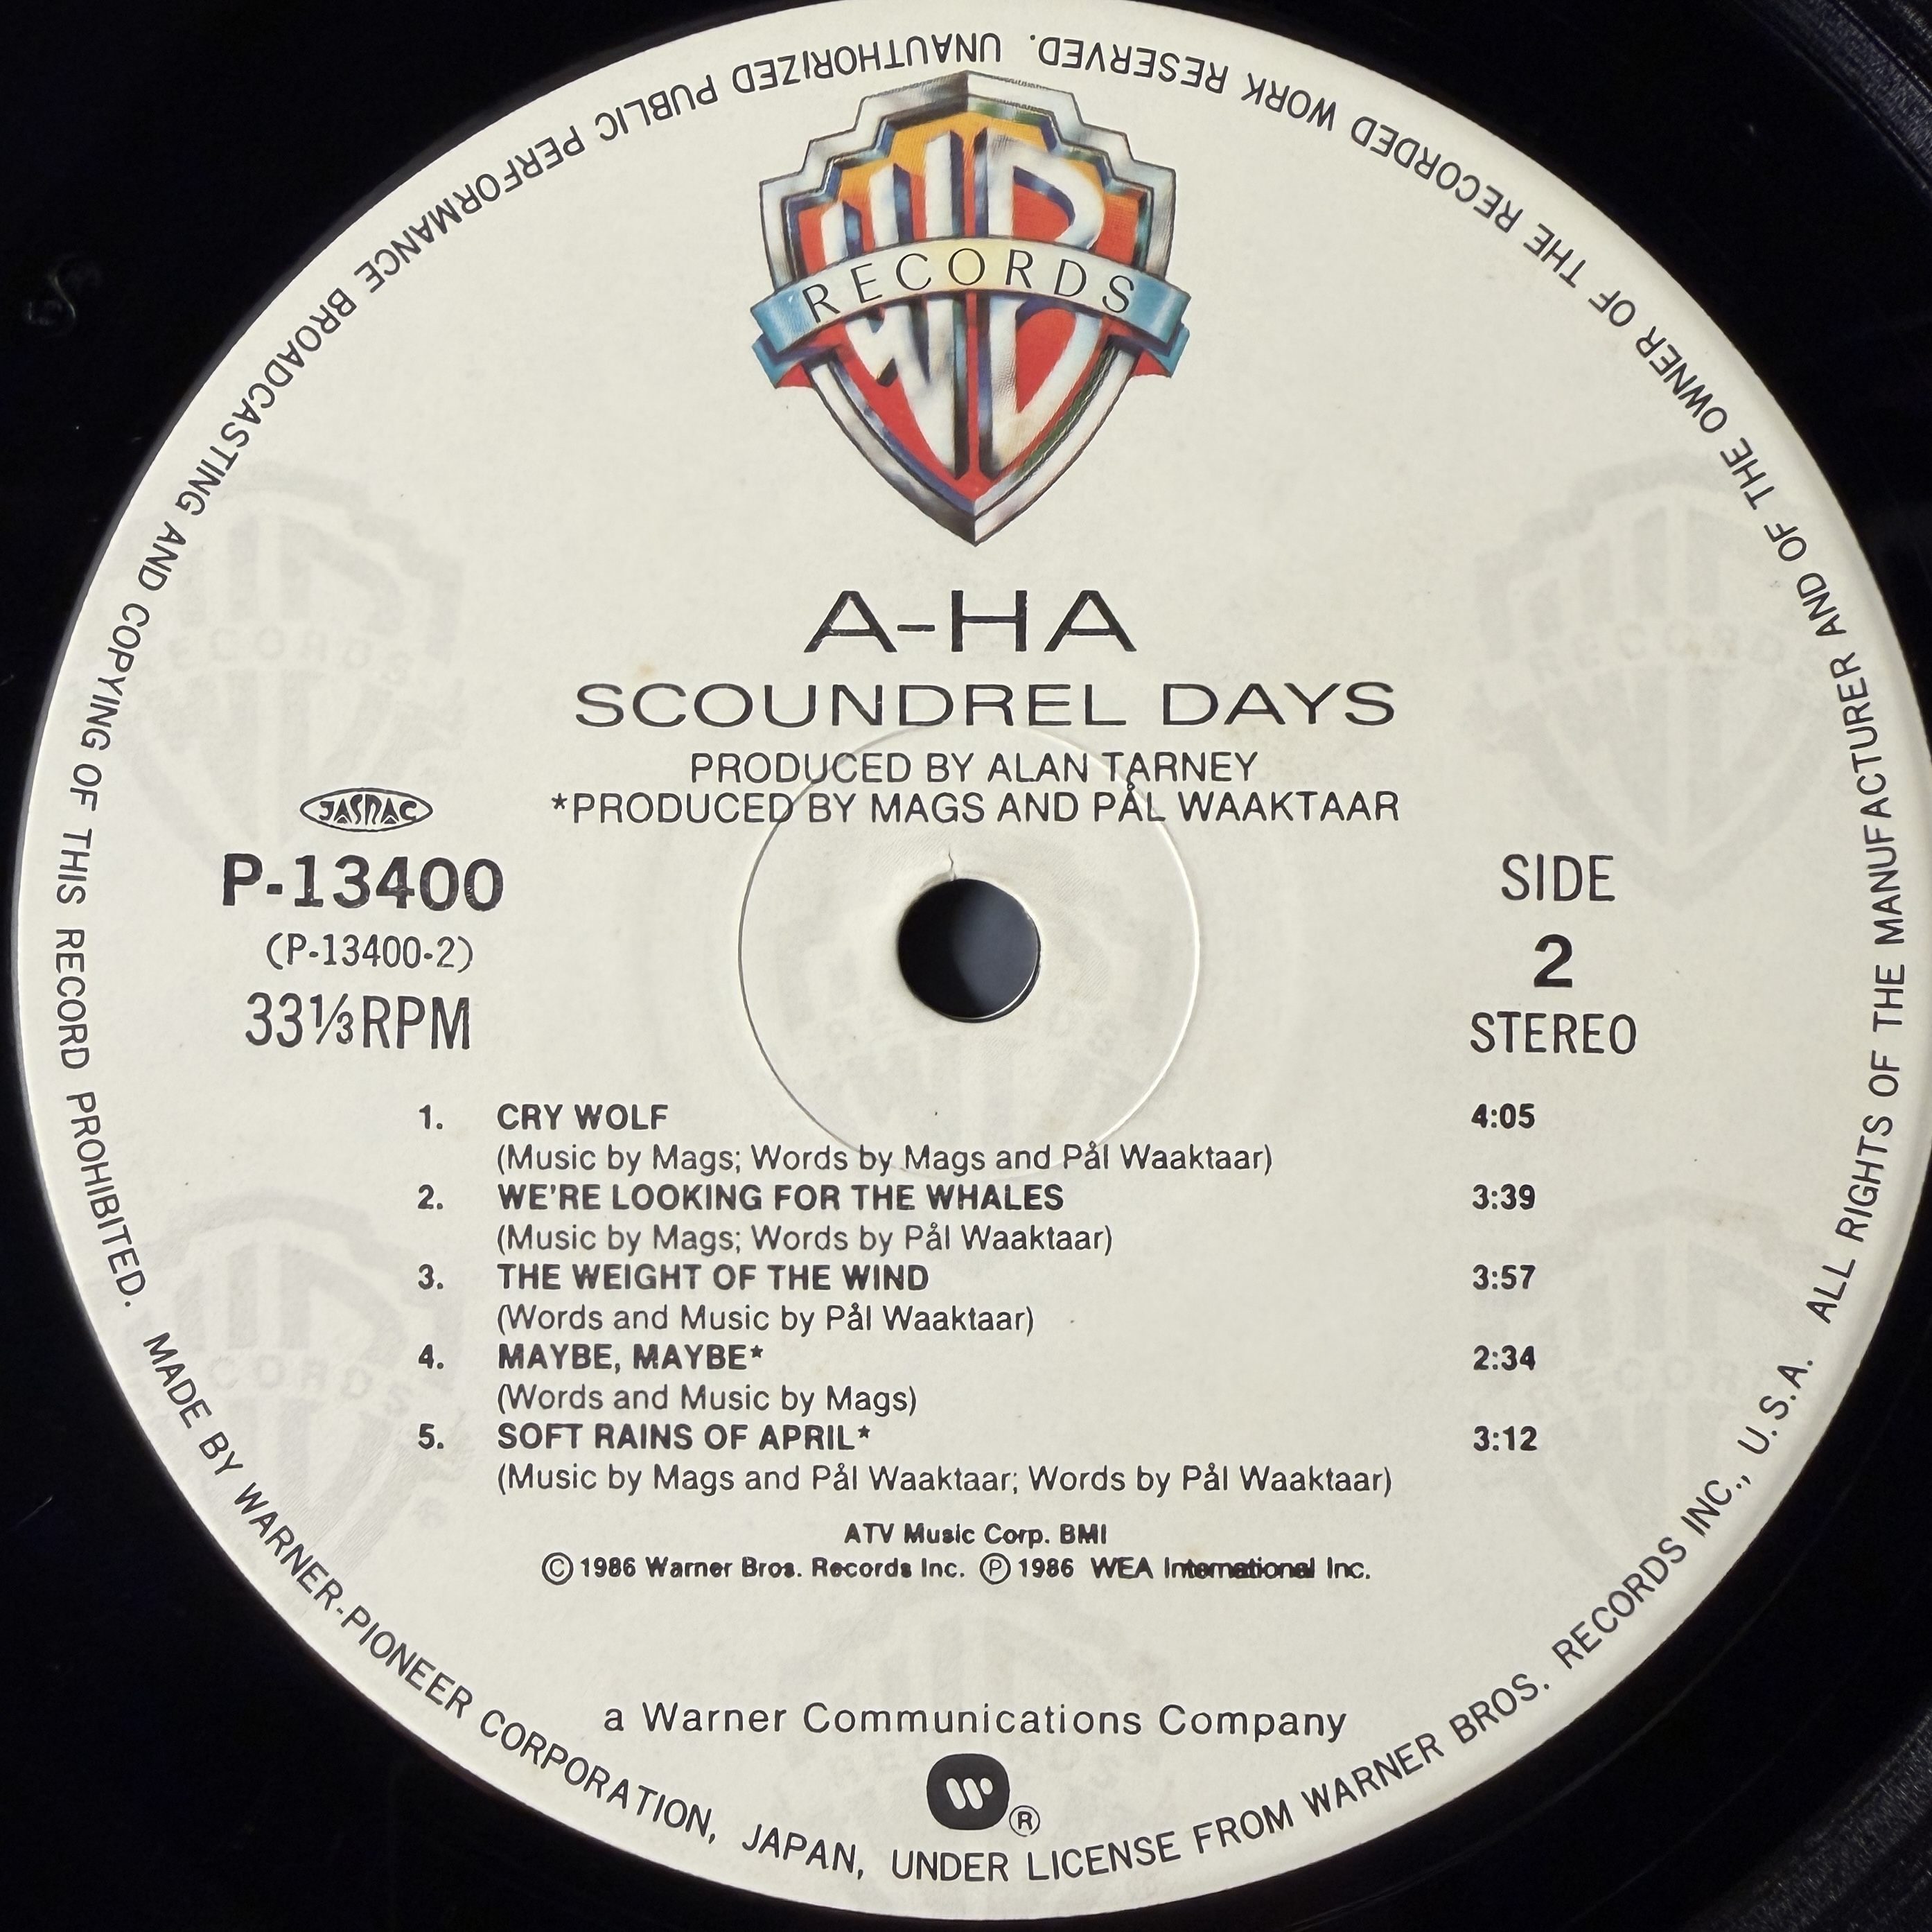 WB
RECORDS
A-HA
SCOUNDREL DAYS
PRODUCED BY ALAN TARNEY
*PRODUCED BY MAGS AND PÅL WAAKTAAR
JASRAC
P-13400
(P-13400-2)
33⅓RPM
SIDE
2
STEREO
1. CRY WOLF 4:05
(Music by Mags; Words by Mags and Pål Waaktaar)
2. WE'RE LOOKING FOR THE WHALES 3:39
(Music by Mags; Words by Pål Waaktaar)
3. THE WEIGHT OF THE WIND 3:57
(Words and Music by Pål Waaktaar)
4. MAYBE, MAYBE* 2:34
(Words and Music by Mags)
5. SOFT RAINS OF APRIL* 3:12
(Music by Mags and Pål Waaktaar; Words by Pål Waaktaar)
ATV Music Corp. BMI
Ⓒ1986 Warner Bros. Records Inc. Ⓟ1986 WEA International Inc.
a Warner Communications Company
®
MADE BY WARNER-PIONEER CORPORATION, JAPAN, UNDER LICENSE FROM WARNER BROS. RECORDS INC., U.S.A. ALL RIGHTS OF THE MANUFACTURER AND OF THE OWNER OF THE RECORDED WORK RESERVED. UNAUTHORIZED PUBLIC PERFORMANCE BROADCASTING AND COPYING OF THIS RECORD PROHIBITED.